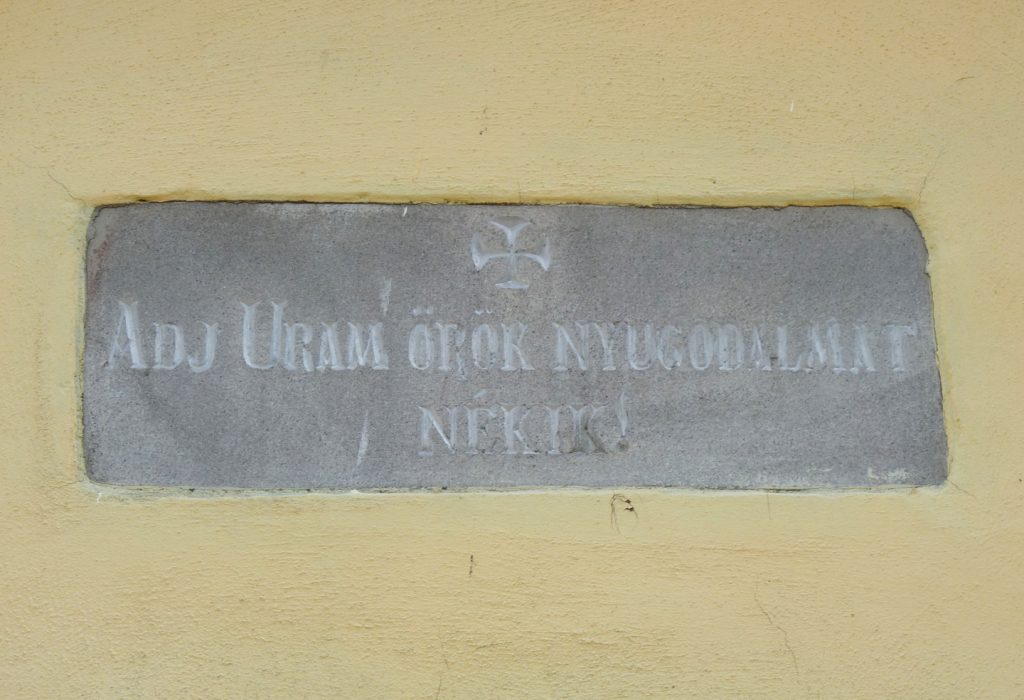 ADJ URAM ÖRÖK NYUGODALMAT
NÉKIK!